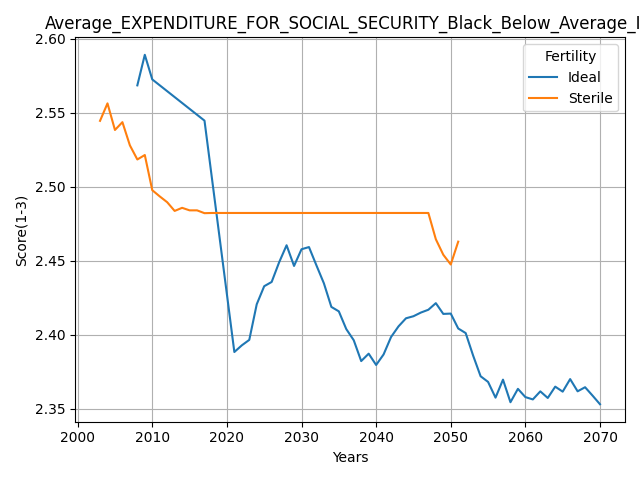 Average_EXPENDITURE_FOR_SOCIAL_SECURITY_Black_Below_Average_I
Fertility
Ideal
Sterile
2.60
2.55
2.50
2.45
2.40
2.35
Score(1-3)
2000 2010 2020 2030 2040 2050 2060 2070
Years